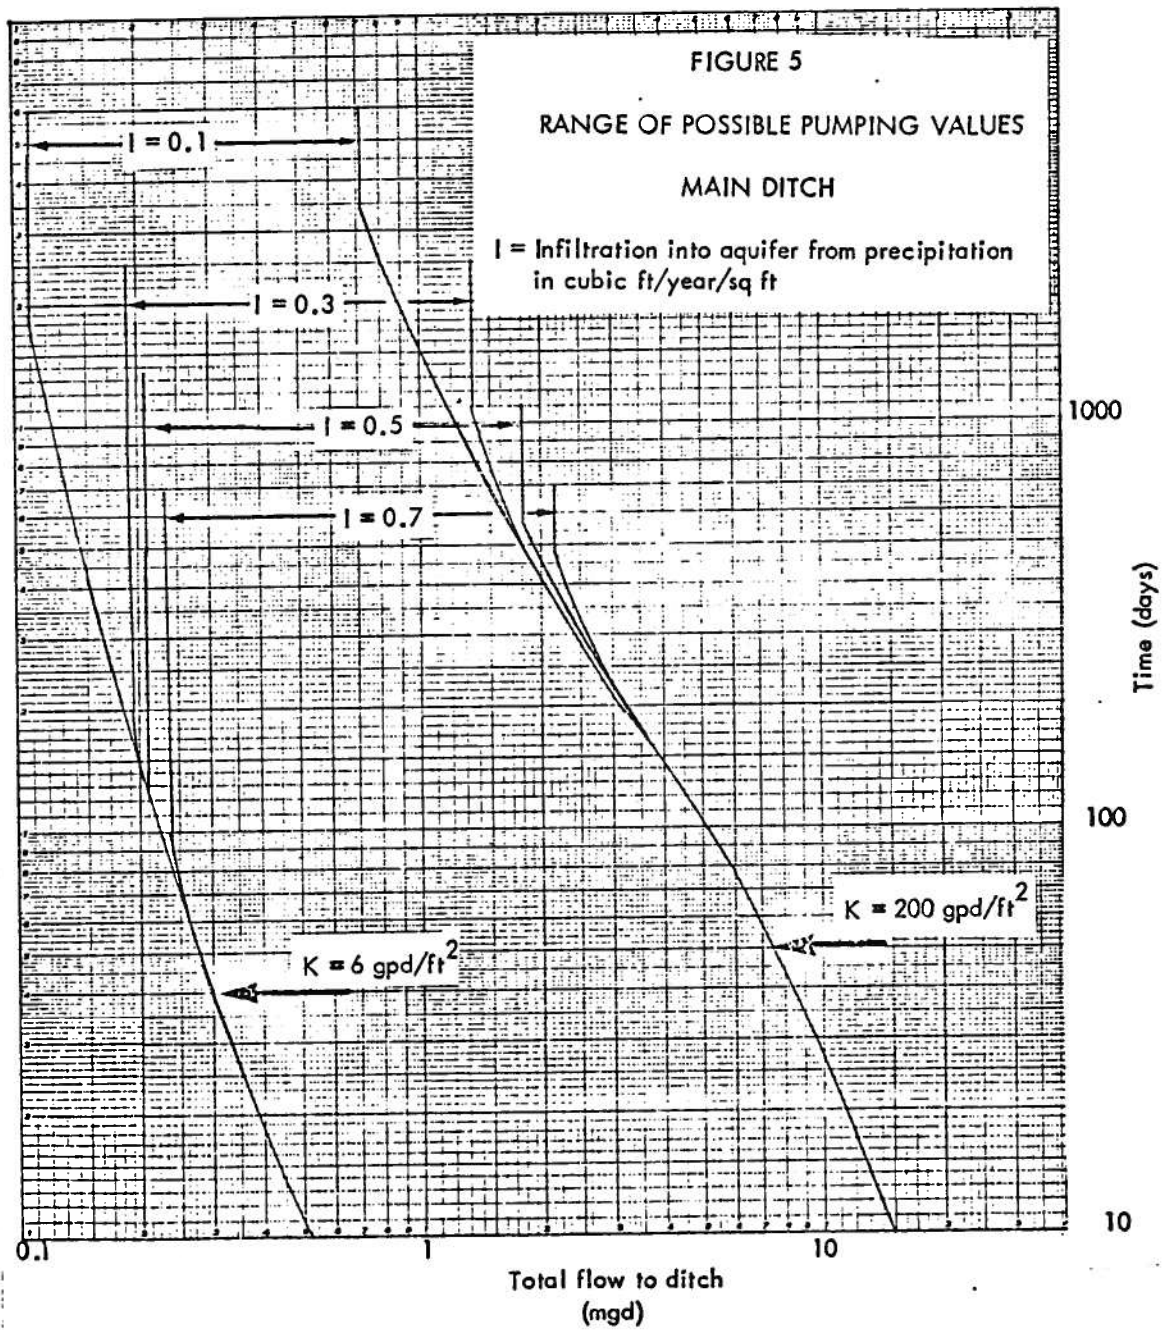 FIGURE 5
RANGE OF POSSIBLE PUMPING VALUES
MAIN DITCH
I = Infiltration into aquifer from precipitation
in cubic ft/year/sq ft
I = 0.1
I = 0.3
I = 0.5
I = 0.7
1000
100
10
Time (days)
K = 200 gpd/ft²
K = 6 gpd/ft²
0.1
1
10
Total flow to ditch
(mgd)